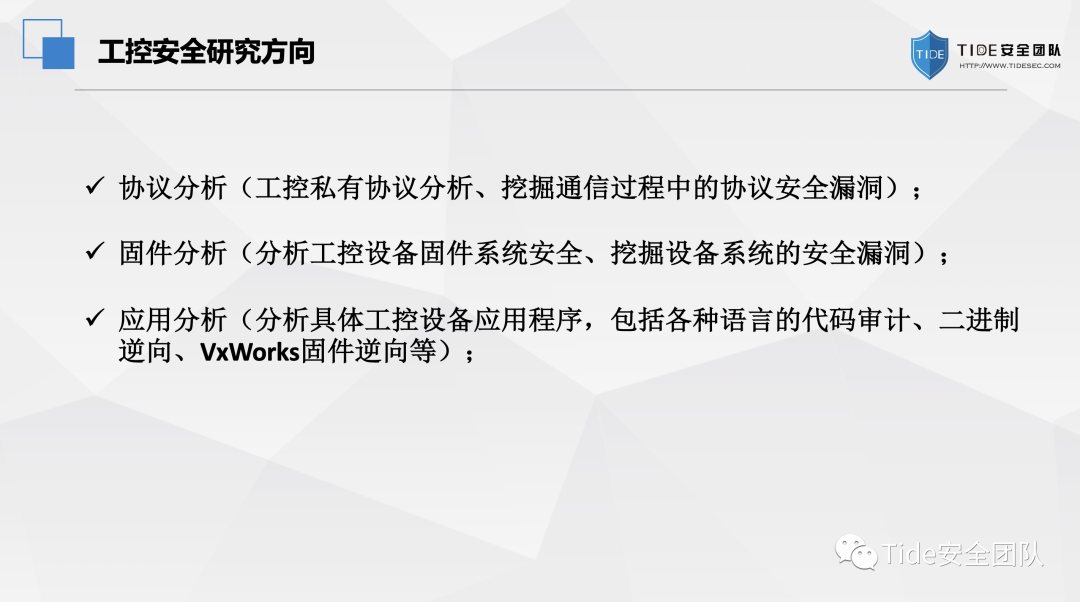 工控安全研究方向
TIDE
TIDE安全团队
HTTP://WWW.TIDESEC.COM
✓ 协议分析（工控私有协议分析、挖掘通信过程中的协议安全漏洞）；
✓ 固件分析（分析工控设备固件系统安全、挖掘设备系统的安全漏洞）；
✓ 应用分析（分析具体工控设备应用程序，包括各种语言的代码审计、二进制
逆向、VxWorks固件逆向等）；
Tide安全团队